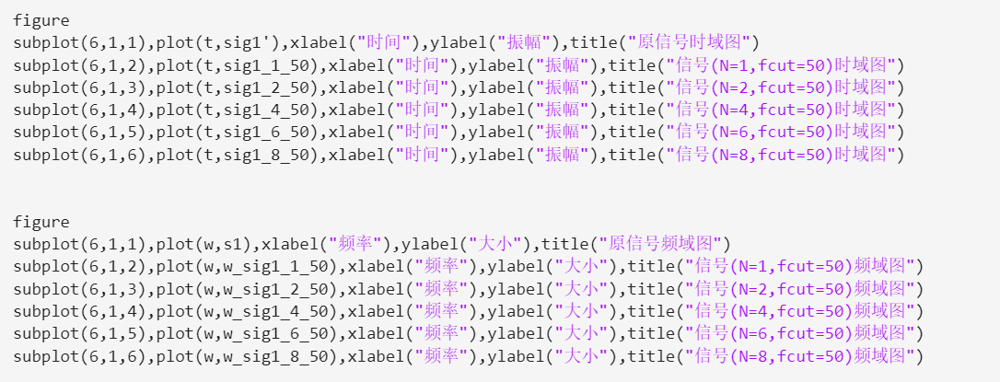 figure
subplot(6,1,1),plot(t,sig1'),xlabel("时间"),ylabel("振幅"),title("原信号时域图")
subplot(6,1,2),plot(t,sig1_1_50),xlabel("时间"),ylabel("振幅"),title("信号(N=1,fcut=50)时域图")
subplot(6,1,3),plot(t,sig1_2_50),xlabel("时间"),ylabel("振幅"),title("信号(N=2,fcut=50)时域图")
subplot(6,1,4),plot(t,sig1_4_50),xlabel("时间"),ylabel("振幅"),title("信号(N=4,fcut=50)时域图")
subplot(6,1,5),plot(t,sig1_6_50),xlabel("时间"),ylabel("振幅"),title("信号(N=6,fcut=50)时域图")
subplot(6,1,6),plot(t,sig1_8_50),xlabel("时间"),ylabel("振幅"),title("信号(N=8,fcut=50)时域图")
figure
subplot(6,1,1),plot(w,s1),xlabel("频率"),ylabel("大小"),title("原信号频域图")
subplot(6,1,2),plot(w,w_sig1_1_50),xlabel("频率"),ylabel("大小"),title("信号(N=1,fcut=50)频域图")
subplot(6,1,3),plot(w,w_sig1_2_50),xlabel("频率"),ylabel("大小"),title("信号(N=2,fcut=50)频域图")
subplot(6,1,4),plot(w,w_sig1_4_50),xlabel("频率"),ylabel("大小"),title("信号(N=4,fcut=50)频域图")
subplot(6,1,5),plot(w,w_sig1_6_50),xlabel("频率"),ylabel("大小"),title("信号(N=6,fcut=50)频域图")
subplot(6,1,6),plot(w,w_sig1_8_50),xlabel("频率"),ylabel("大小"),title("信号(N=8,fcut=50)频域图")